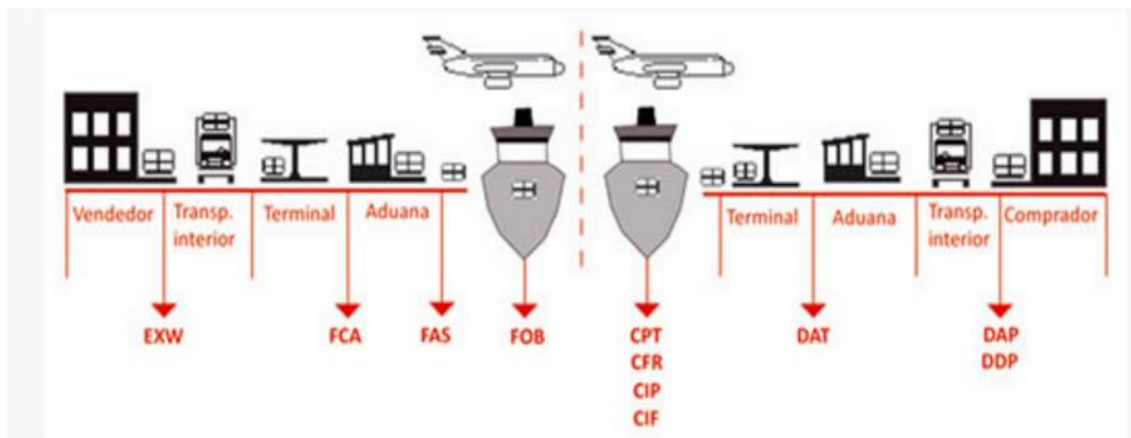 Vendedor
Transp.
interior
Terminal
Aduana
Terminal
Aduana
Transp.
interior
Comprador
EXW
FCA
FAS
FOB
CPT
CFR
CIP
CIF
DAT
DAP
DDP